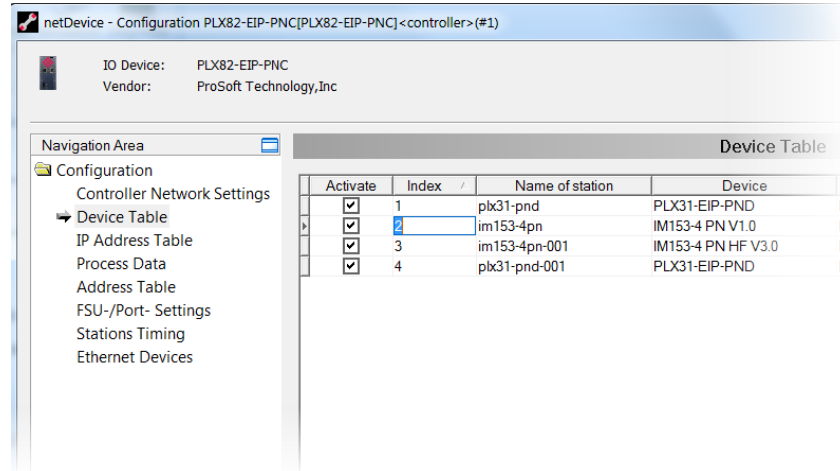 netDevice - Configuration PLX82-EIP-PNC[PLX82-EIP-PNC]<controller>(#1)
IO Device: PLX82-EIP-PNC
Vendor: ProSoft Technology,Inc
Navigation Area
Configuration
Controller Network Settings
Device Table
IP Address Table
Process Data
Address Table
FSU-/Port- Settings
Stations Timing
Ethernet Devices
Device Table
Activate Index Name of station Device
1 plx31-pnd PLX31-EIP-PND
2 im153-4pn IM153-4 PN V1.0
3 im153-4pn-001 IM153-4 PN HF V3.0
4 plx31-pnd-001 PLX31-EIP-PND